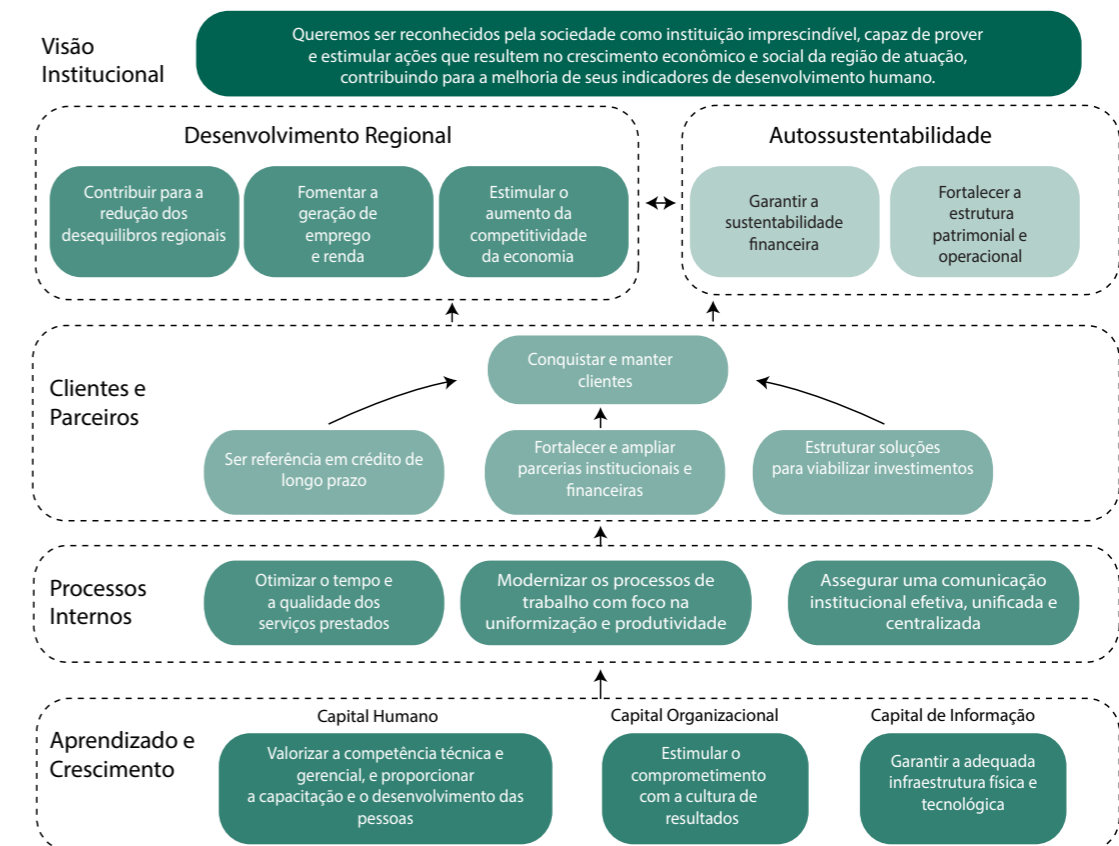 Visão
Institucional
Queremos ser reconhecidos pela sociedade como instituição imprescindível, capaz de prover
e estimular ações que resultem no crescimento econômico e social da região de atuação,
contribuindo para a melhoria de seus indicadores de desenvolvimento humano.
Desenvolvimento Regional
Contribuir para a
redução dos
desequilibros regionais
Fomentar a
geração de
emprego
e renda
Estimular o
aumento da
competitividade
da economia
Autossustentabilidade
Garantir a
sustentabilidade
financeira
Fortalecer a
estrutura
patrimonial e
operacional
Clientes e
Parceiros
Conquistar e manter
clientes
Ser referência em crédito de
longo prazo
Fortalecer e ampliar
parcerias institucionais e
financeiras
Estruturar soluções
para viabilizar investimentos
Processos
Internos
Otimizar o tempo e
a qualidade dos
serviços prestados
Modernizar os processos de
trabalho com foco na
uniformização e produtividade
Assegurar uma comunicação
institucional efetiva, unificada e
centralizada
Aprendizado e
Crescimento
Capital Humano
Valorizar a competência técnica e
gerencial, e proporcionar
a capacitação e o desenvolvimento das
pessoas
Capital Organizacional
Estimular o
comprometimento
com a cultura de
resultados
Capital de Informação
Garantir a adequada
infraestrutura física e
tecnológica